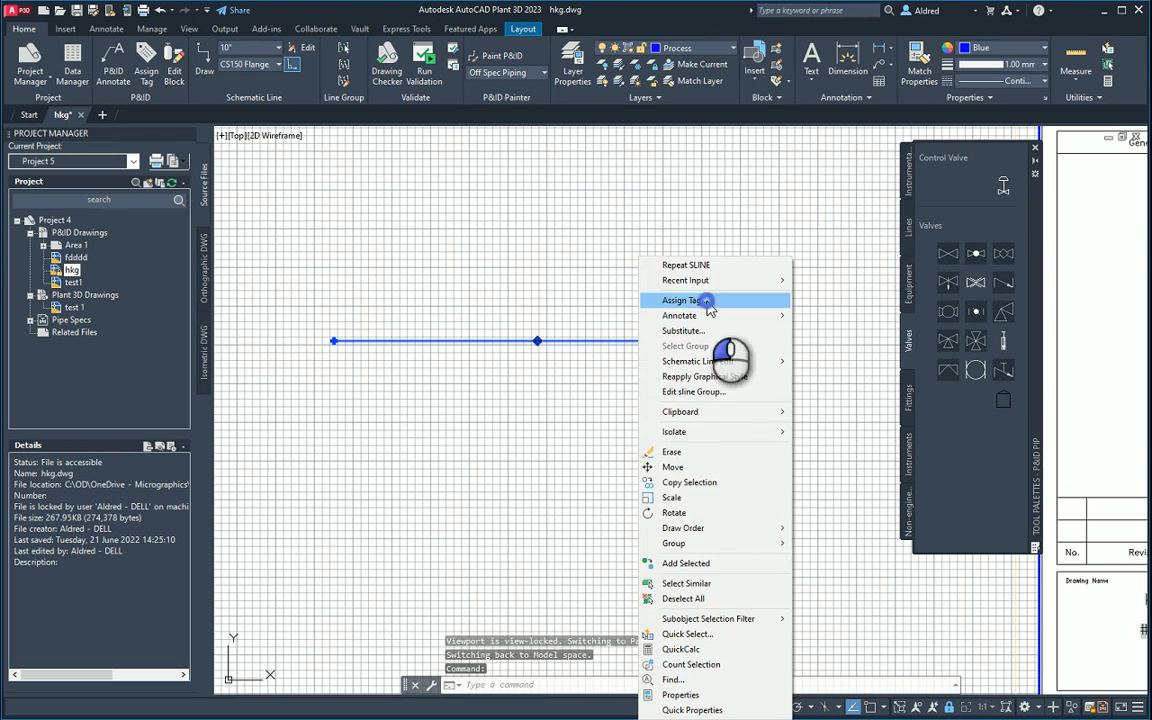 A P3D Share Autodesk AutoCAD Plant 3D 2023 hkg.dwg Type a keyword or phrase Aldred
Home Insert Annotate Manage View Output Add-ins Collaborate Vault Express Tools Featured Apps Layout
10" Edit
CS150 Flange
Paint P&ID
Off Spec Piping
Process
Make Current
Match Layer
Blue
1.00 mm
Conti...
Project Manager
Data Manager
P&ID Annotate
Assign Tag
Edit Block
Draw
Drawing Checker
Run Validation
Layer Properties
Insert
Text
Dimension
Match Properties
Measure
Project P&ID Schematic Line Line Group Validate P&ID Painter Layers Block Annotation Properties Utilities
Start hkg*
PROJECT MANAGER
Current Project:
Project 5
Project
search
Project 4
P&ID Drawings
Area 1
fdddd
hkg
test1
Plant 3D Drawings
test 1
Pipe Specs
Related Files
Source Files
Orthographic DWG
Isometric DWG
Details
Status: File is accessible
Name: hkg.dwg
File location: C:\OD\OneDrive - Micrographics\
Number:
File is locked by user 'Aldred - DELL' on machi
File size: 267.95KB (274,378 bytes)
File creator: Aldred - DELL
Last saved: Tuesday, 21 June 2022 14:25:10
Last edited by: Aldred - DELL
Description:
[+][Top][2D Wireframe]
Repeat SLINE
Recent Input
Assign Tag
Annotate
Substitute...
Select Group
Schematic Line
Reapply Graphical Style
Edit sline Group...
Clipboard
Isolate
Erase
Move
Copy Selection
Scale
Rotate
Draw Order
Group
Add Selected
Select Similar
Deselect All
Subobject Selection Filter
Quick Select...
QuickCalc
Count Selection
Find...
Properties
Quick Properties
Viewport is view-locked. Switching to P
Switching back to Model space.
Command:
Type a command
Y
X
Control Valve
Valves
Instrumenta
Lines
Equipment
Valves
Fittings
Instruments
Non-engine...
TOOL PALETTES - P&ID PIP
Gene
No. Revis
Drawing Name
1:1